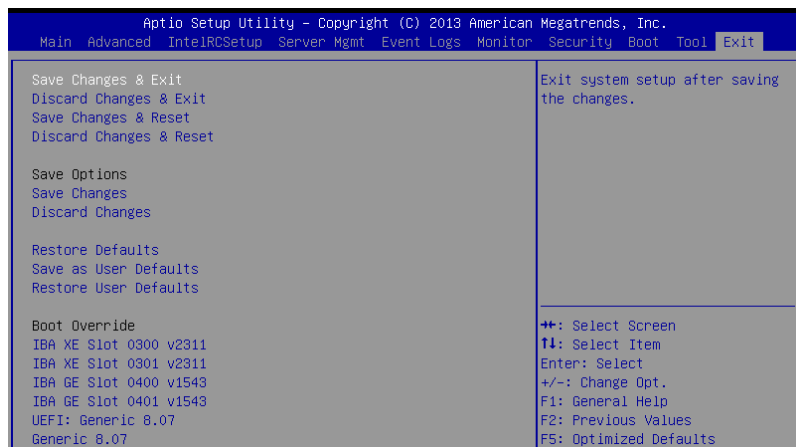 Aptio Setup Utility – Copyright (C) 2013 American Megatrends, Inc.
Main Advanced IntelRCSetup Server Mgmt Event Logs Monitor Security Boot Tool Exit
Save Changes & Exit
Discard Changes & Exit
Save Changes & Reset
Discard Changes & Reset
Save Options
Save Changes
Discard Changes
Restore Defaults
Save as User Defaults
Restore User Defaults
Boot Override
IBA XE Slot 0300 v2311
IBA XE Slot 0301 v2311
IBA GE Slot 0400 v1543
IBA GE Slot 0401 v1543
UEFI: Generic 8.07
Generic 8.07
Exit system setup after saving
the changes.
→←: Select Screen
↑↓: Select Item
Enter: Select
+/-: Change Opt.
F1: General Help
F2: Previous Values
F5: Optimized Defaults